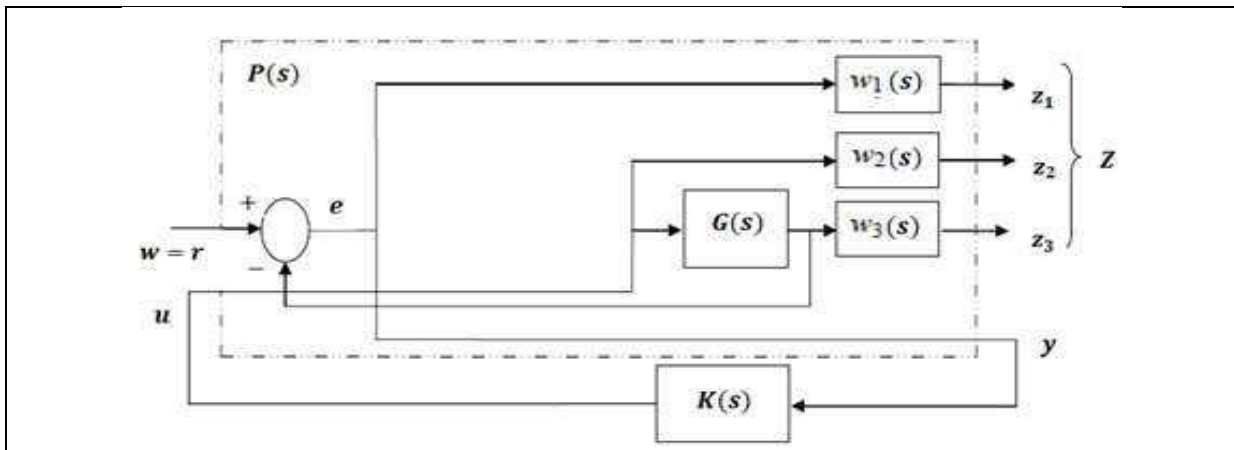 P(s)
w1(s)
z1
w2(s)
z2
Z
+
e
G(s)
w3(s)
z3
w = r
−
u
y
K(s)